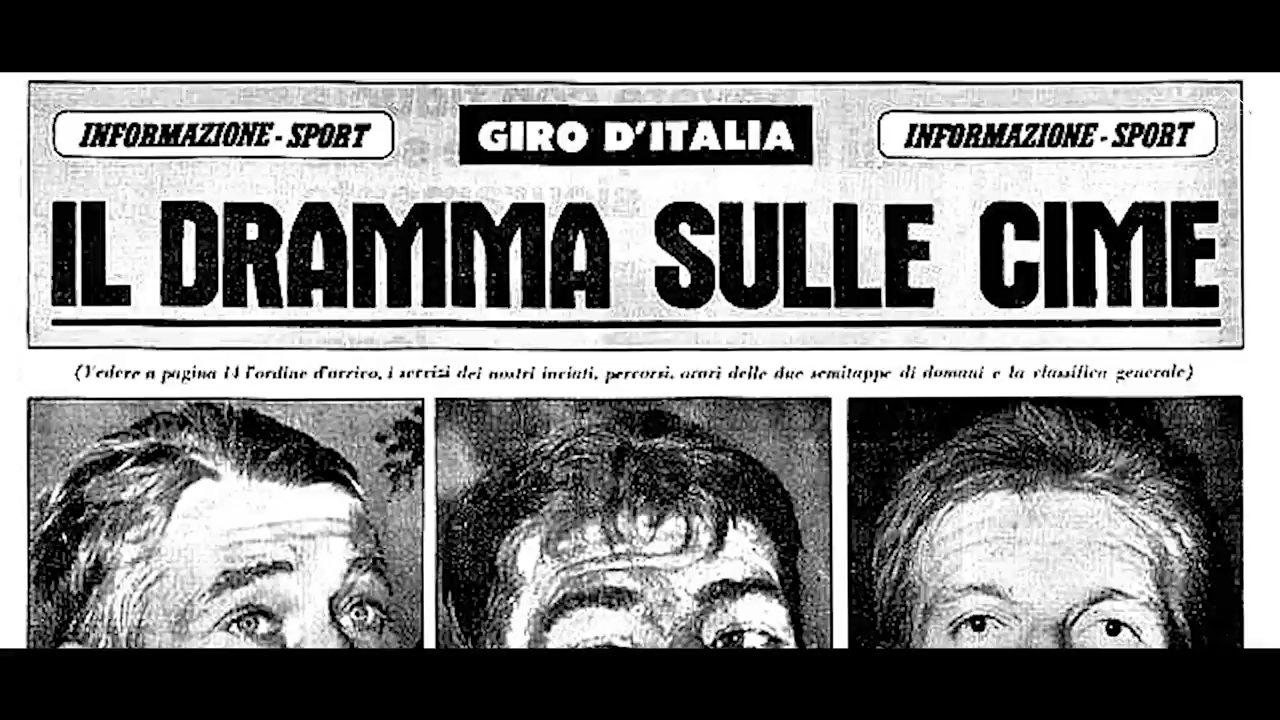 INFORMAZIONE - SPORT
GIRO D'ITALIA
INFORMAZIONE - SPORT
IL DRAMMA SULLE CIME
(Vedere a pagina 14 l'ordine d'arrivo, i servizi dei nostri inviati, percorsi, orari delle due semitappe di domani e la classifica generale)